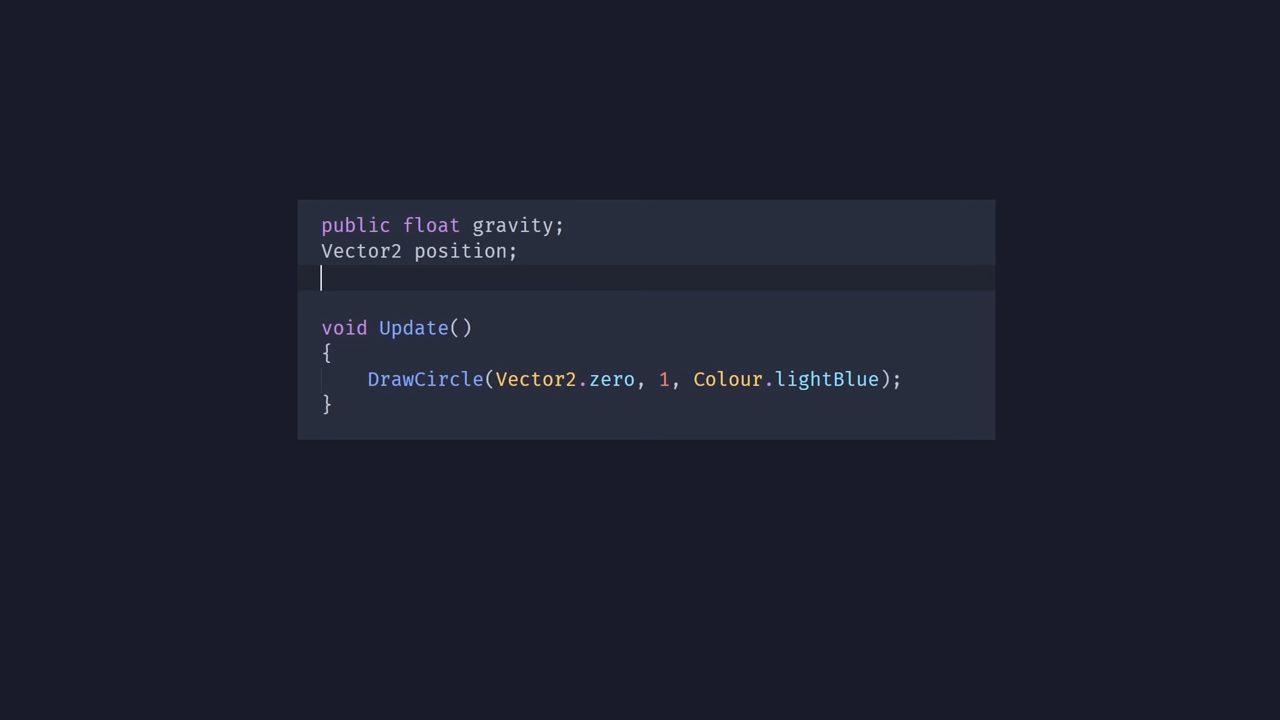 public float gravity;
Vector2 position;
void Update()
{
    DrawCircle(Vector2.zero, 1, Colour.lightBlue);
}